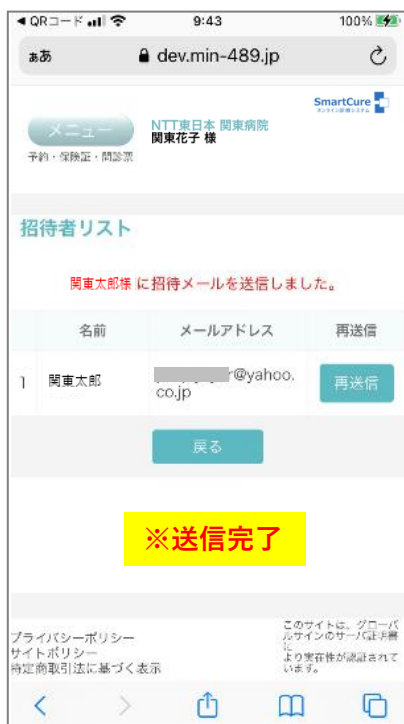 ◀ QRコード 9:43 100%
ぁあ dev.min-489.jp
SmartCure
オンライン診療システム
メニュー
予約・保険証・問診票
NTT東日本 関東病院
関東花子 様
招待者リスト
関東太郎様 に招待メールを送信しました。
名前 メールアドレス 再送信
1 関東太郎 r@yahoo.
co.jp 再送信
戻る
※送信完了
プライバシーポリシー
サイトポリシー
特定商取引法に基づく表示
このサイトは、グローバ
ルサインのサーバ証明書
に
より実在性が認証されて
います。